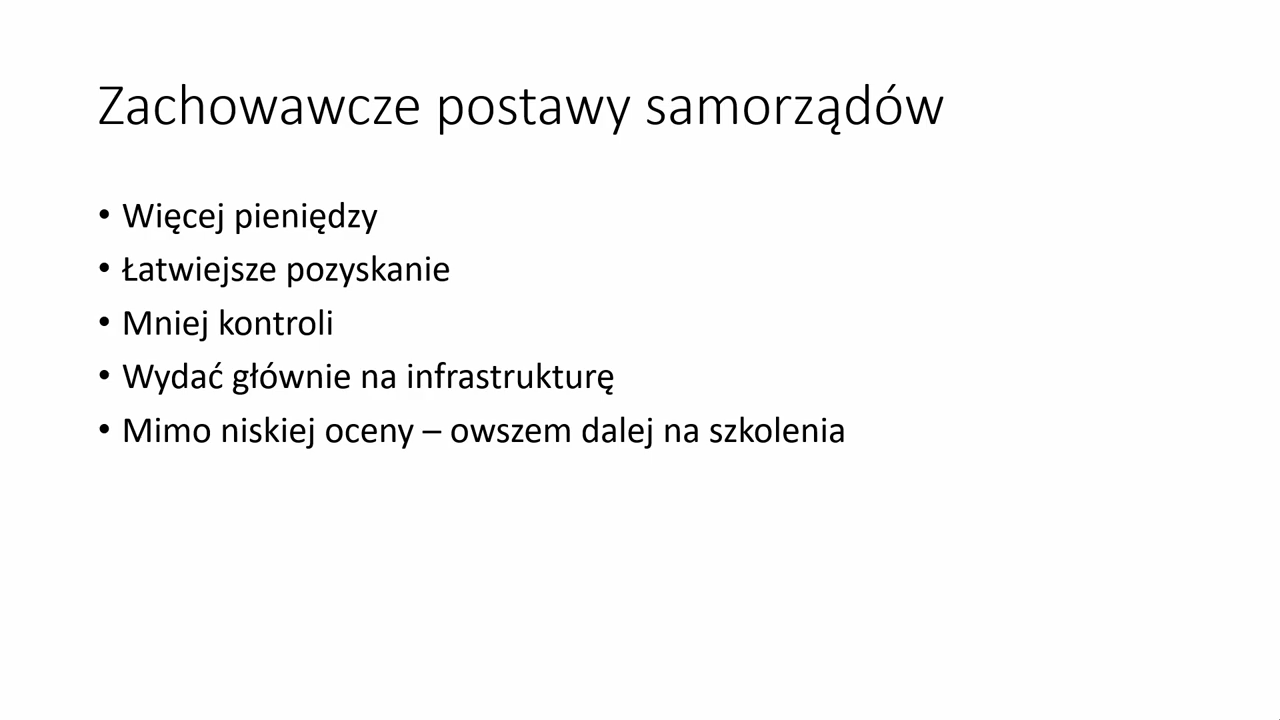 Zachowawcze postawy samorządów
• Więcej pieniędzy
• Łatwiejsze pozyskanie
• Mniej kontroli
• Wydać głównie na infrastrukturę
• Mimo niskiej oceny – owszem dalej na szkolenia